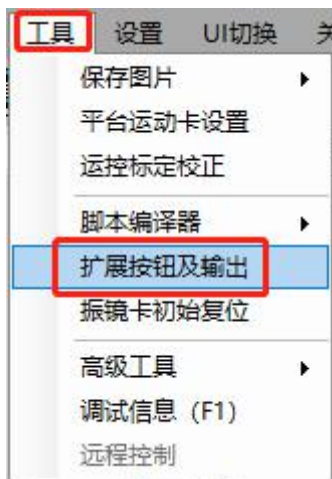 工具 设置 UI切换
保存图片
平台运动卡设置
运控标定校正
脚本编译器
扩展按钮及输出
振镜卡初始复位
高级工具
调试信息（F1）
远程控制